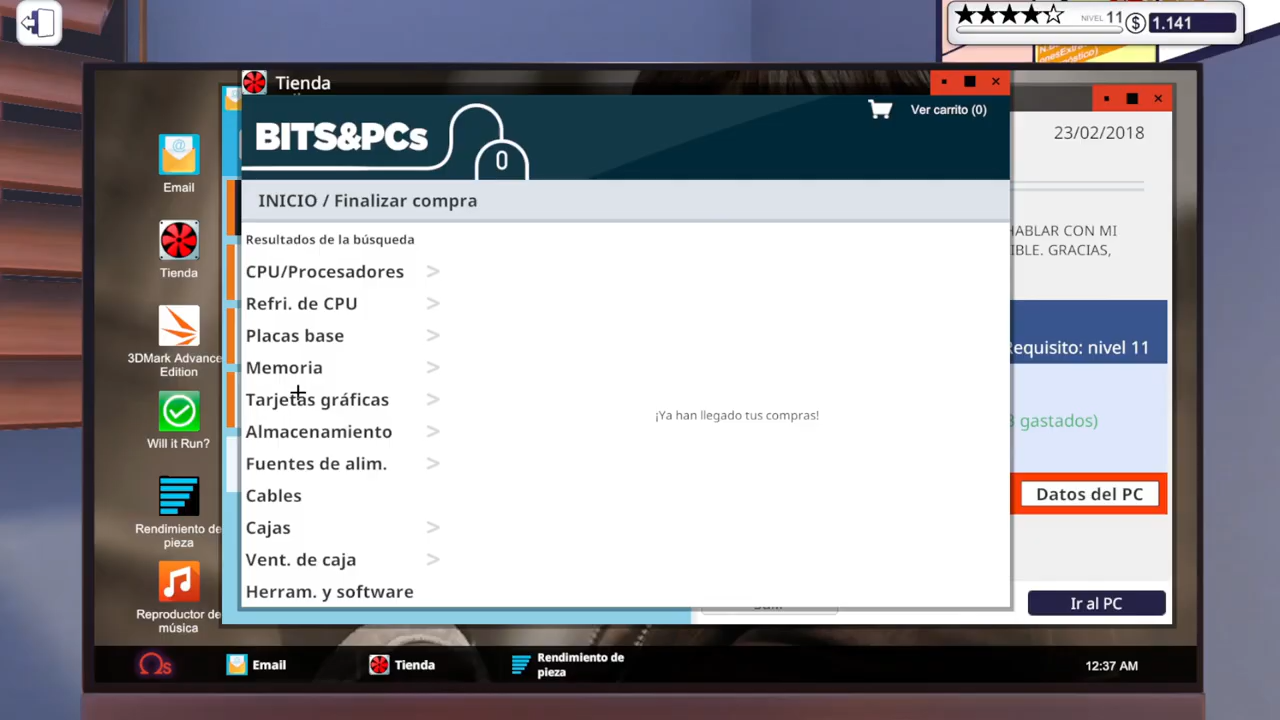 NIVEL 11
$ 1.141
Tienda
BITS&PCs
Ver carrito (0)
INICIO / Finalizar compra
Resultados de la búsqueda
CPU/Procesadores >
Refri. de CPU >
Placas base >
Memoria >
Tarjetas gráficas >
Almacenamiento >
Fuentes de alim. >
Cables
Cajas >
Vent. de caja >
Herram. y software
¡Ya han llegado tus compras!
23/02/2018
HABLAR CON MI
IBLE. GRACIAS,
Requisito: nivel 11
gastados)
Datos del PC
Ir al PC
Email
Tienda
3DMark Advance
Edition
Will it Run?
Rendimiento de
pieza
Reproductor de
música
Email
Tienda
Rendimiento de
pieza
12:37 AM